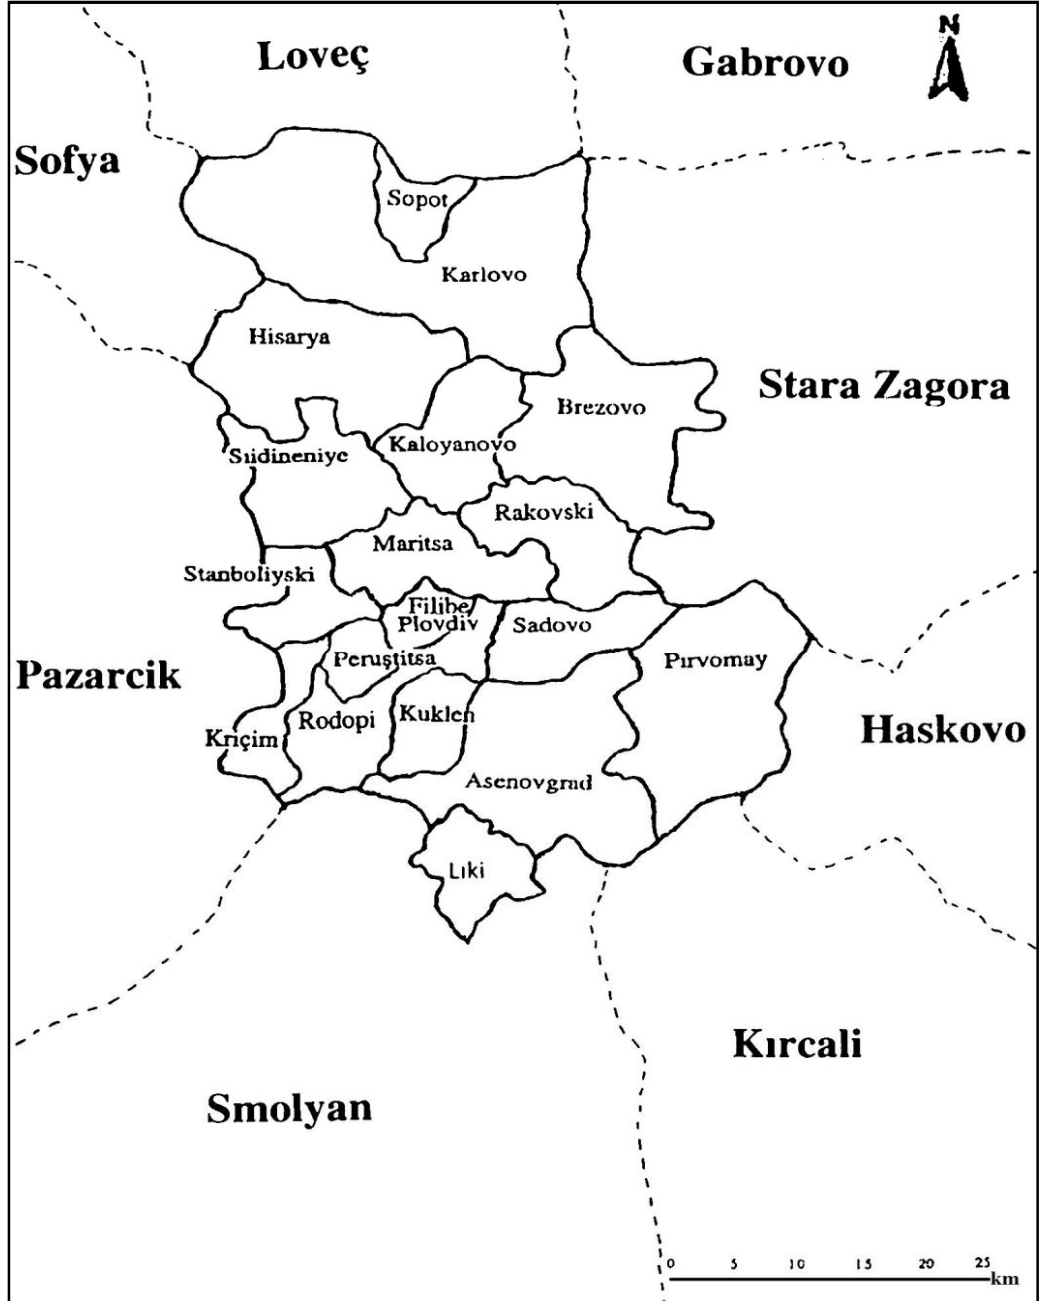 Loveç
Gabrovo
N
Sofya
Sopot
Karlovo
Hisarya
Stara Zagora
Brezovo
Kaloyanovo
Siidineniye
Rakovski
Maritsa
Stanboliyski
Filibe
Plovdiv
Sadovo
Peruştitsa
Pırvomay
Pazarcik
Rodopi
Kuklen
Kriçim
Haskovo
Asenovgrad
Lıki
Kırcali
Smolyan
0 5 10 15 20 25
km